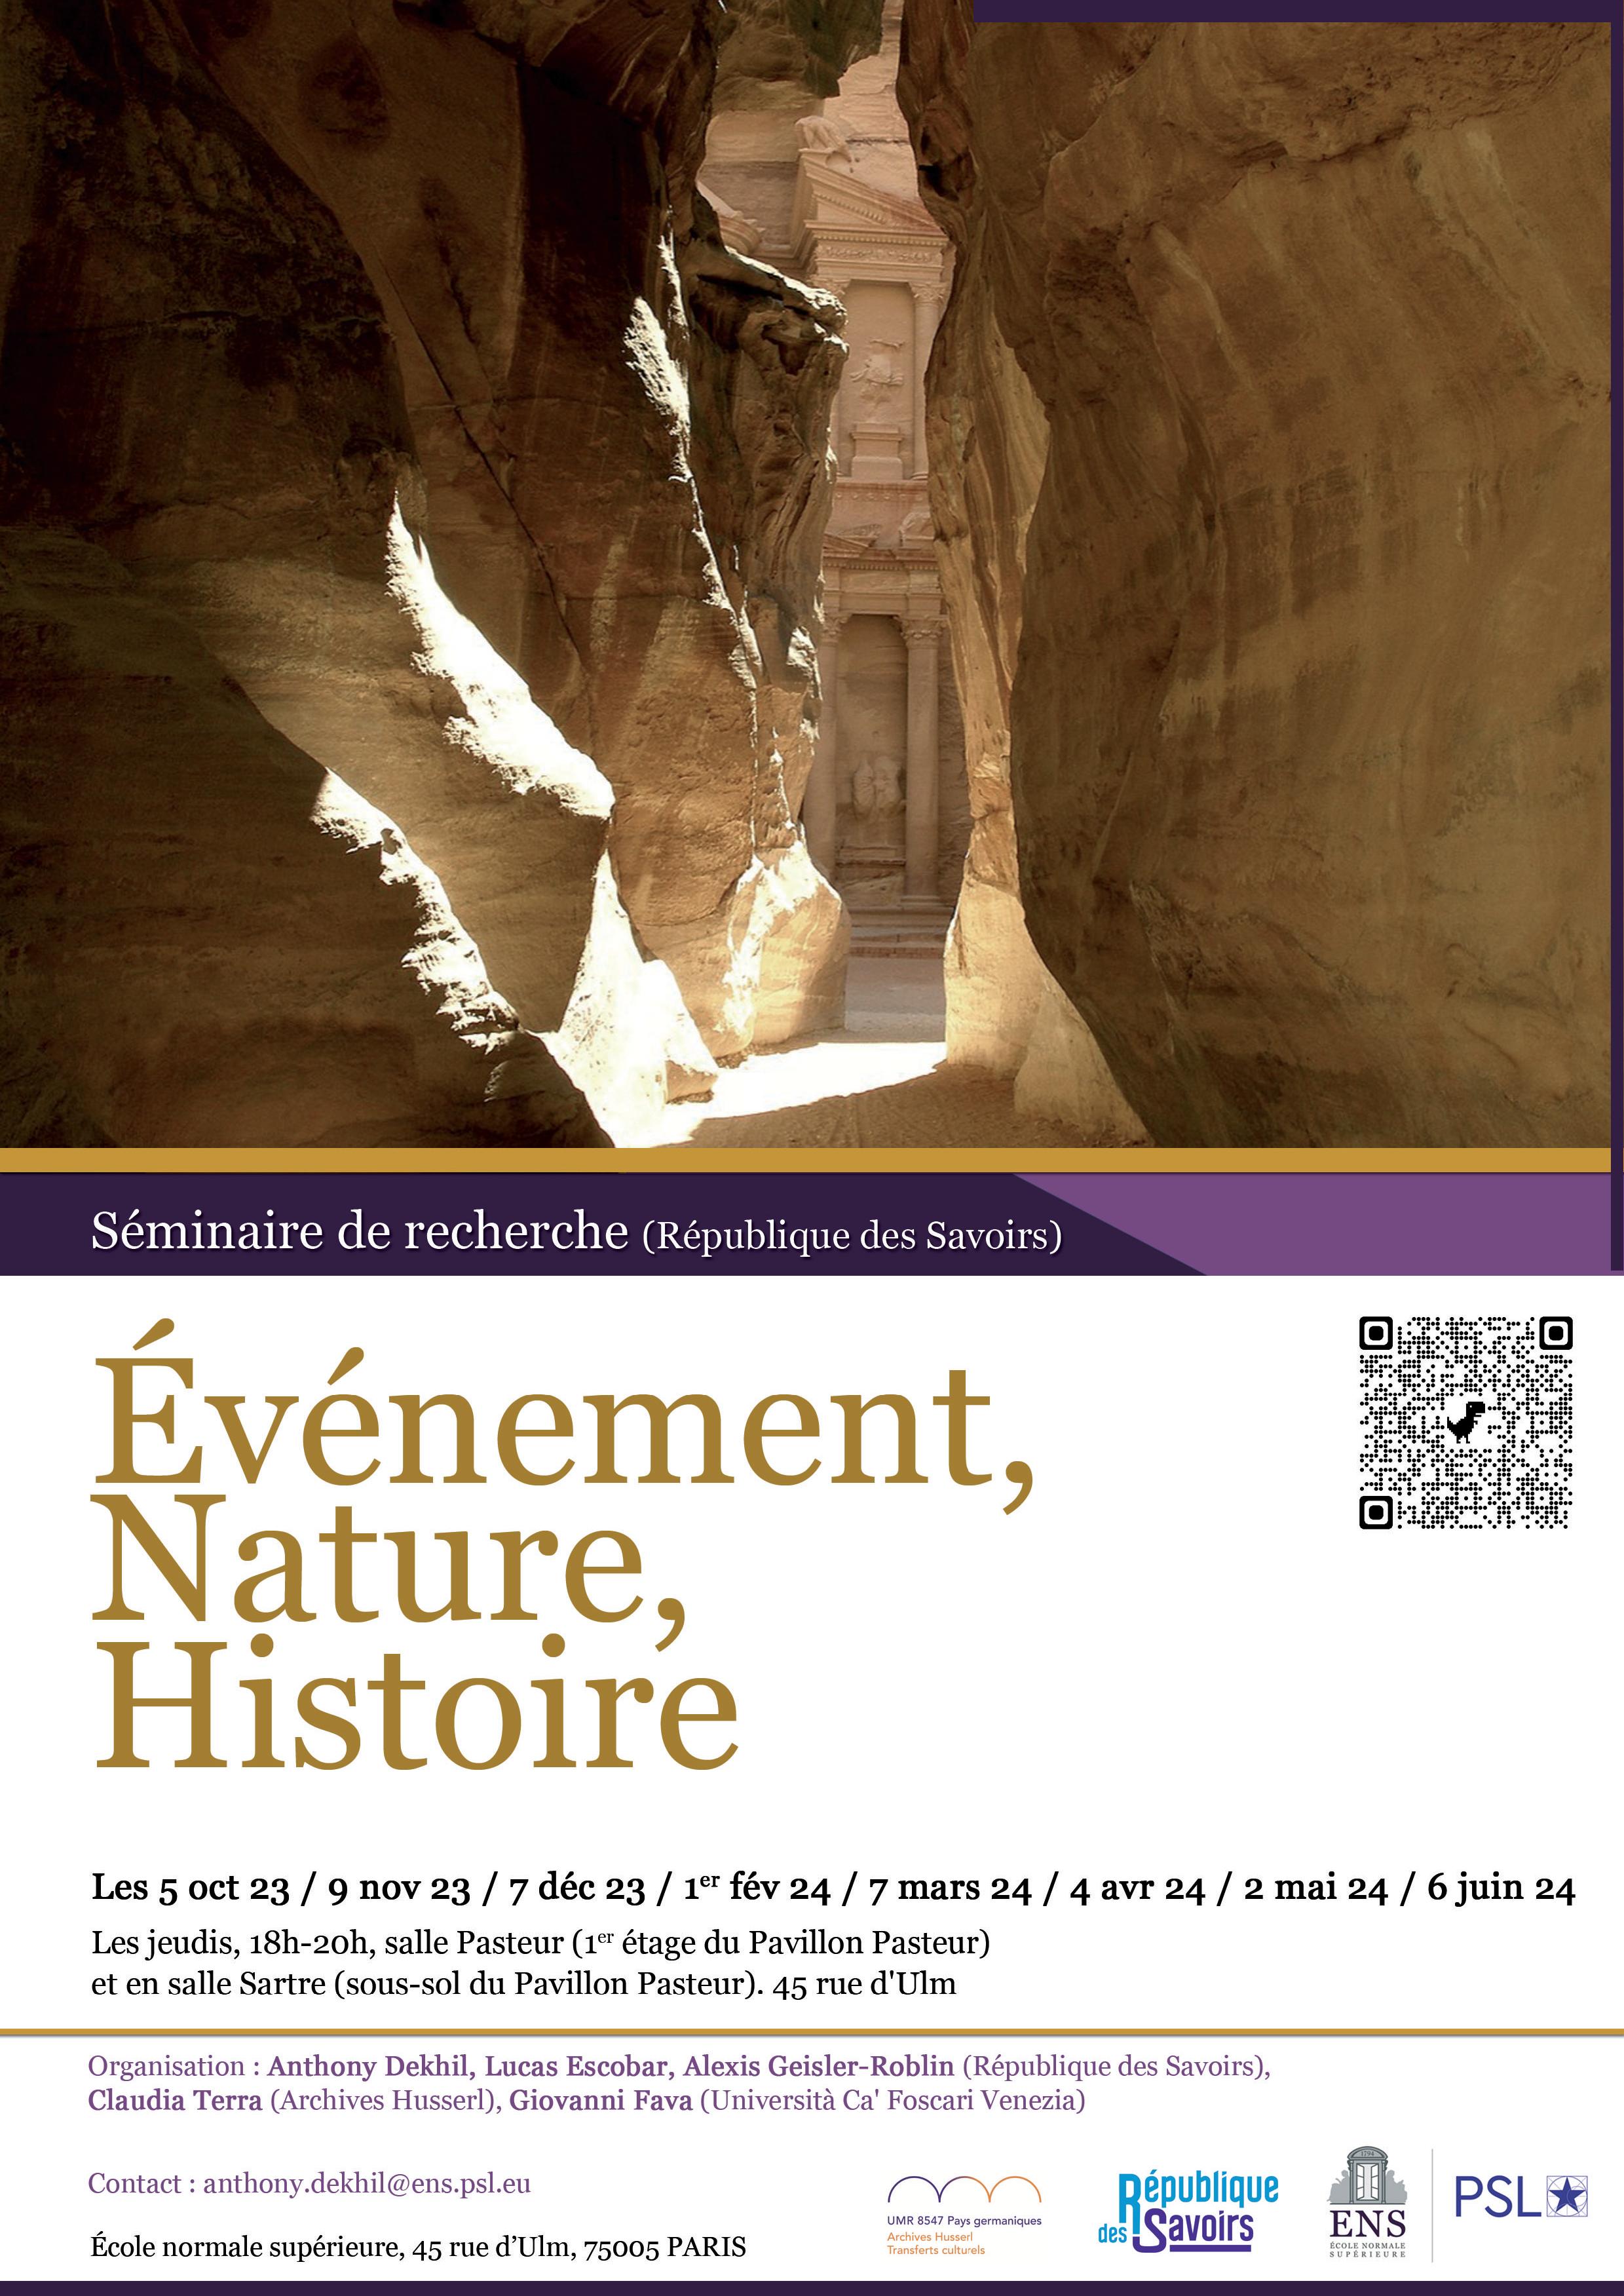 Séminaire de recherche (République des Savoirs)
Événement,
Nature,
Histoire
Les 5 oct 23 / 9 nov 23 / 7 déc 23 / 1er fév 24 / 7 mars 24 / 4 avr 24 / 2 mai 24 / 6 juin 24
Les jeudis, 18h-20h, salle Pasteur (1er étage du Pavillon Pasteur)
et en salle Sartre (sous-sol du Pavillon Pasteur). 45 rue d'Ulm
Organisation : Anthony Dekhil, Lucas Escobar, Alexis Geisler-Roblin (République des Savoirs),
Claudia Terra (Archives Husserl), Giovanni Fava (Università Ca' Foscari Venezia)
Contact : anthony.dekhil@ens.psl.eu
École normale supérieure, 45 rue d’Ulm, 75005 PARIS
UMR 8547 Pays germaniques
Archives Husserl
Transferts culturels
République
des Savoirs
ENS
ÉCOLE NORMALE
SUPÉRIEURE
PSL